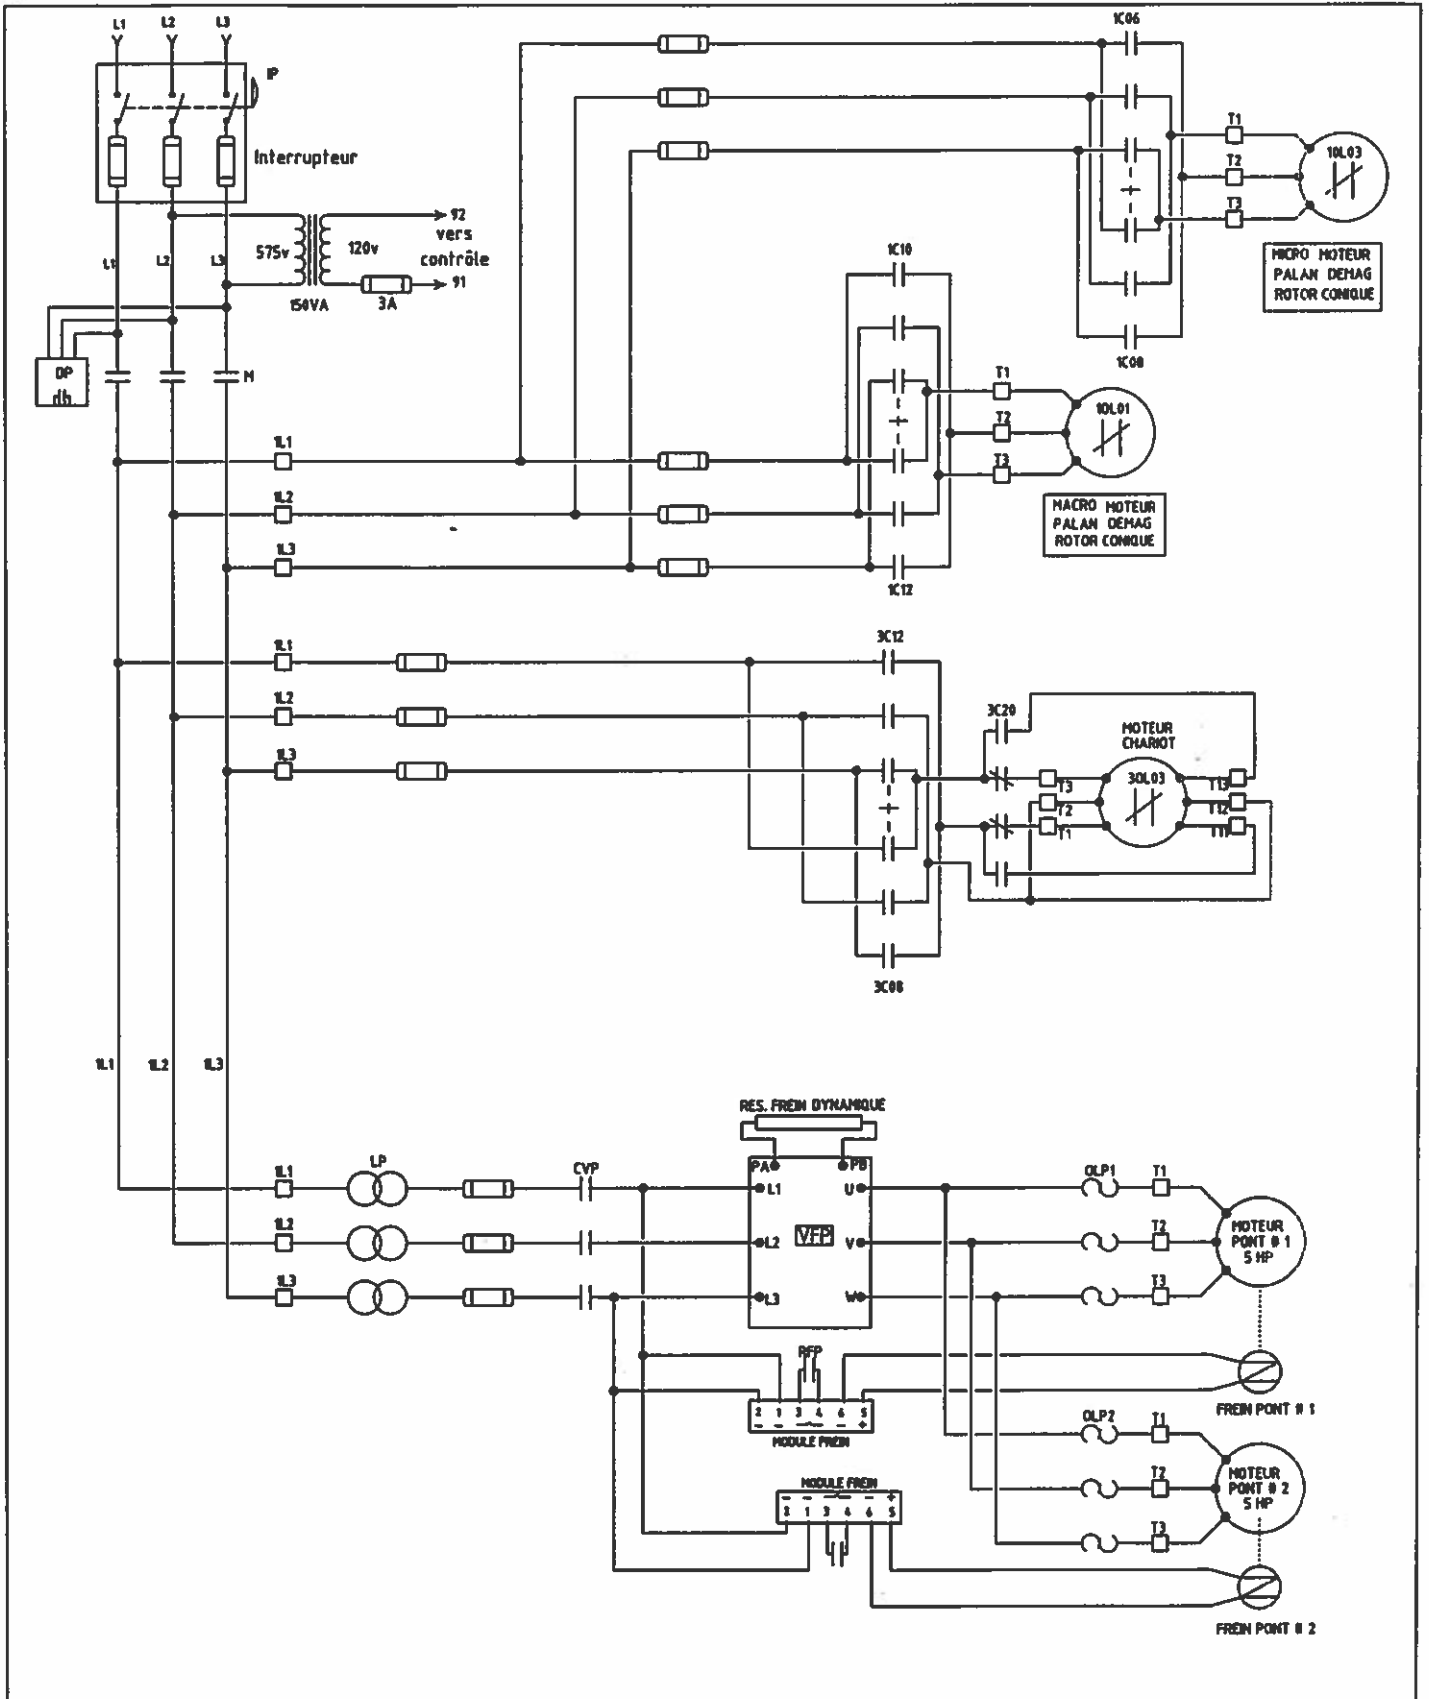 L1 L2 L3
IP
Interrupteur
575v 120v
150VA
92
vers
contrôle
91
3A
L1 L2 L3
DP
db
M
1C06
T1
T2
T3
10L03
MICRO MOTEUR
PALAN DEMAG
ROTOR CONIQUE
1C08
1C10
T1
T2
T3
10L01
MACRO MOTEUR
PALAN DEMAG
ROTOR CONIQUE
1C12
1L1
1L2
1L3
1L1
1L2
1L3
3C12
3C20
MOTEUR
CHARIOT
30L03
T3
T2
T1
T13
T12
T11
3C08
1L1 1L2 1L3
RES. FREIN DYNAMIQUE
PA PB
1L1
1L2
1L3
LP
CVP
L1 U
L2 VFP V
L3 W
OLP1
T1
T2
T3
MOTEUR
PONT # 1
5 HP
RFP
2 1 3 4 6 5
- - - +
MODULE FREIN
FREIN PONT # 1
OLP2
T1
T2
T3
MOTEUR
PONT # 2
5 HP
MODULE FREIN
- - - +
2 1 3 4 6 5
FREIN PONT # 2